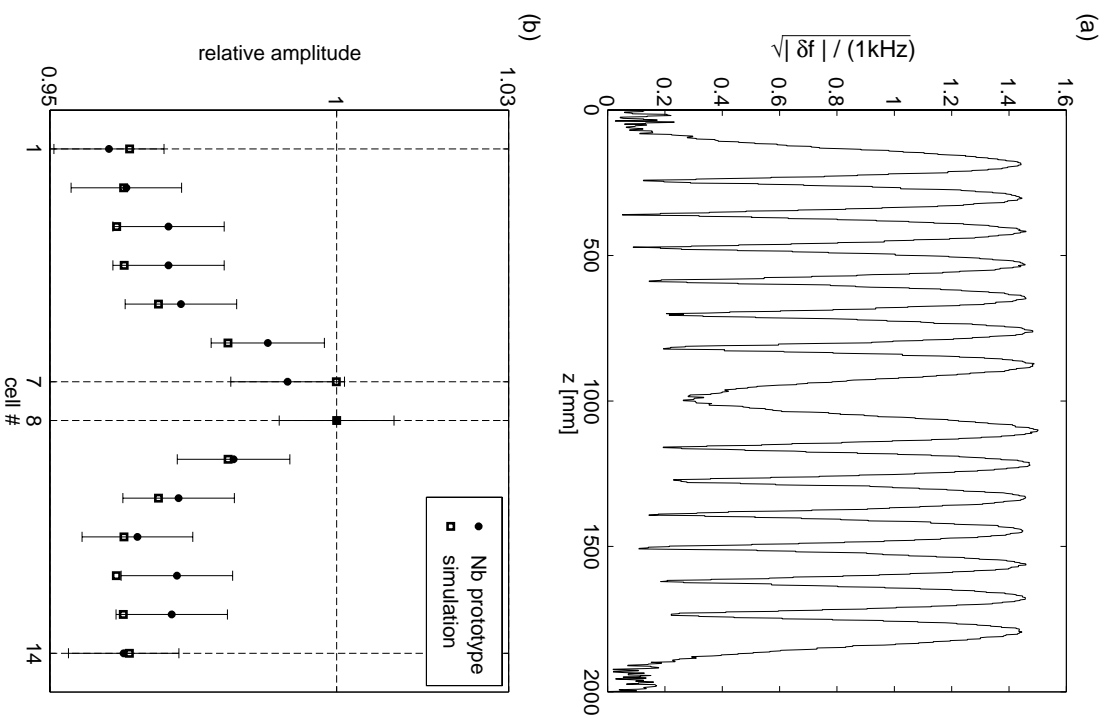 (a)
√| δf | / (1kHz)
1.6
1.4
1.2
1
0.8
0.6
0.4
0.2
0
0
500
1000
1500
2000
z [mm]
(b)
relative amplitude
1.03
1
0.95
Nb prototype
simulation
1
7
8
14
cell #